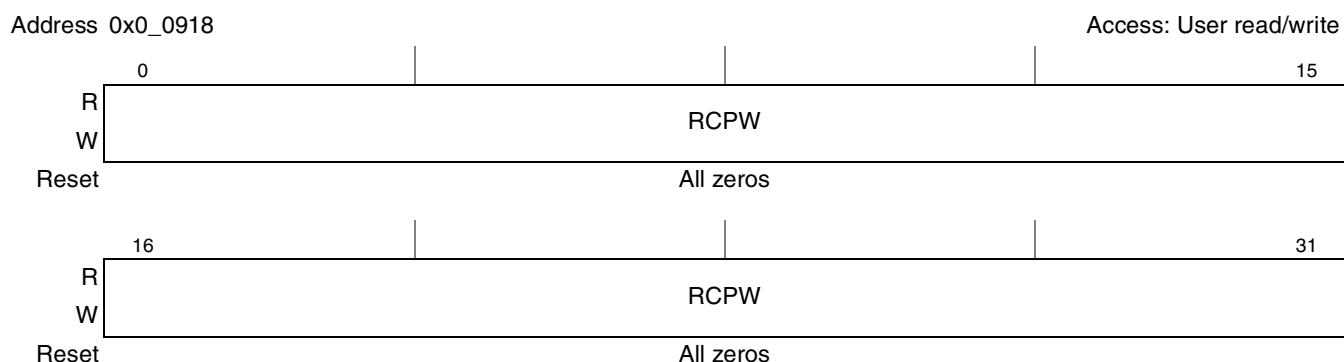 Address 0x0_0918 Access: User read/write
0 15
R
RCPW
W
Reset All zeros
16 31
R
RCPW
W
Reset All zeros